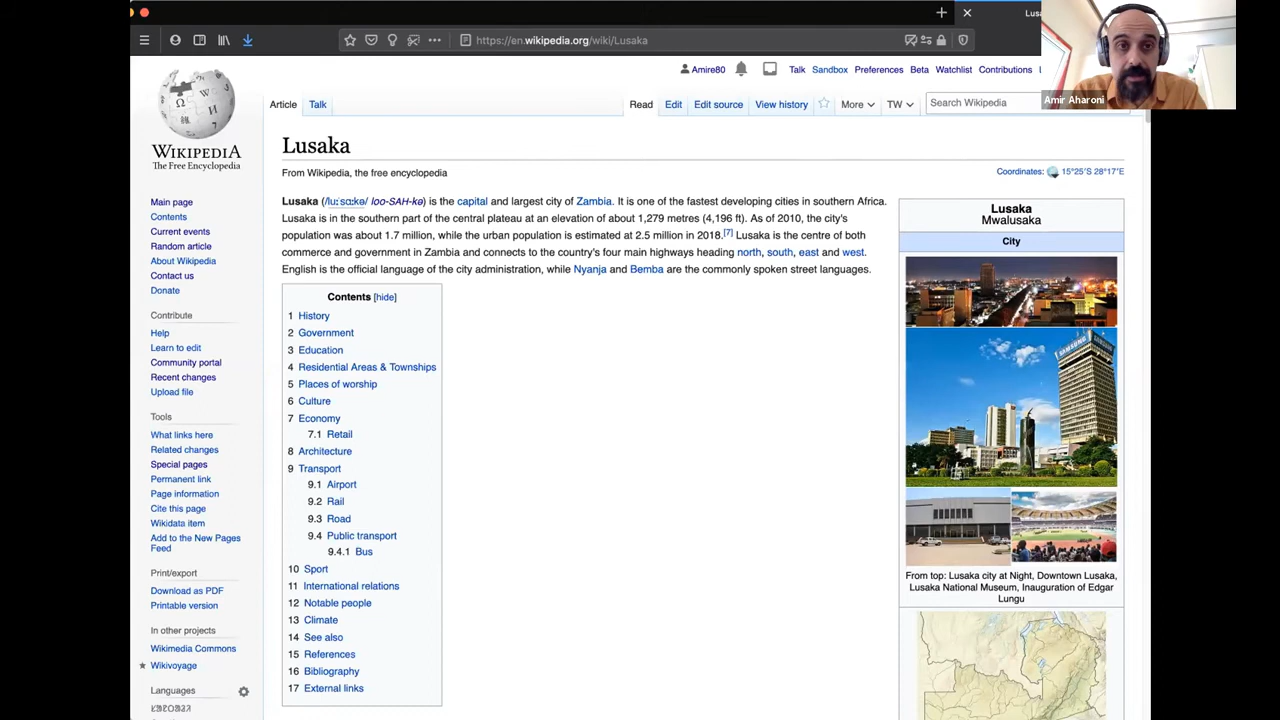 Lusa
https://en.wikipedia.org/wiki/Lusaka
Amir Aharoni
Amire80
Talk
Sandbox
Preferences
Beta
Watchlist
Contributions
Article
Talk
Read
Edit
Edit source
View history
More
TW
Search Wikipedia
WIKIPEDIA
The Free Encyclopedia
Main page
Contents
Current events
Random article
About Wikipedia
Contact us
Donate
Contribute
Help
Learn to edit
Community portal
Recent changes
Upload file
Tools
What links here
Related changes
Special pages
Permanent link
Page information
Cite this page
Wikidata item
Add to the New Pages
Feed
Print/export
Download as PDF
Printable version
In other projects
Wikimedia Commons
Wikivoyage
Languages
Lusaka
From Wikipedia, the free encyclopedia
Coordinates: 15°25′S 28°17′E
Lusaka (/luːˈsɑːkə/ loo-SAH-kə) is the capital and largest city of Zambia. It is one of the fastest developing cities in southern Africa.
Lusaka is in the southern part of the central plateau at an elevation of about 1,279 metres (4,196 ft). As of 2010, the city's
population was about 1.7 million, while the urban population is estimated at 2.5 million in 2018.[7] Lusaka is the centre of both
commerce and government in Zambia and connects to the country's four main highways heading north, south, east and west.
English is the official language of the city administration, while Nyanja and Bemba are the commonly spoken street languages.
Contents [hide]
1 History
2 Government
3 Education
4 Residential Areas & Townships
5 Places of worship
6 Culture
7 Economy
7.1 Retail
8 Architecture
9 Transport
9.1 Airport
9.2 Rail
9.3 Road
9.4 Public transport
9.4.1 Bus
10 Sport
11 International relations
12 Notable people
13 Climate
14 See also
15 References
16 Bibliography
17 External links
Lusaka
Mwalusaka
City
SAMSUNG
From top: Lusaka city at Night, Downtown Lusaka,
Lusaka National Museum, Inauguration of Edgar
Lungu